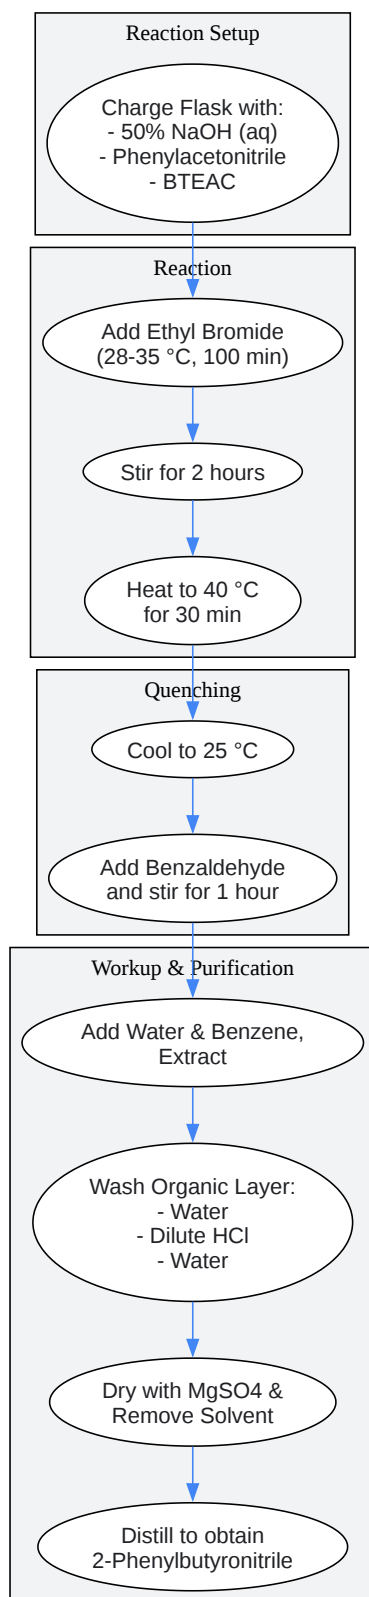 Reaction Setup
Charge Flask with:
- 50% NaOH (aq)
- Phenylacetonitrile
- BTEAC
Reaction
Add Ethyl Bromide
(28-35 °C, 100 min)
Stir for 2 hours
Heat to 40 °C
for 30 min
Quenching
Cool to 25 °C
Add Benzaldehyde
and stir for 1 hour
Workup & Purification
Add Water & Benzene,
Extract
Wash Organic Layer:
- Water
- Dilute HCl
- Water
Dry with MgSO4 &
Remove Solvent
Distill to obtain
2-Phenylbutyronitrile